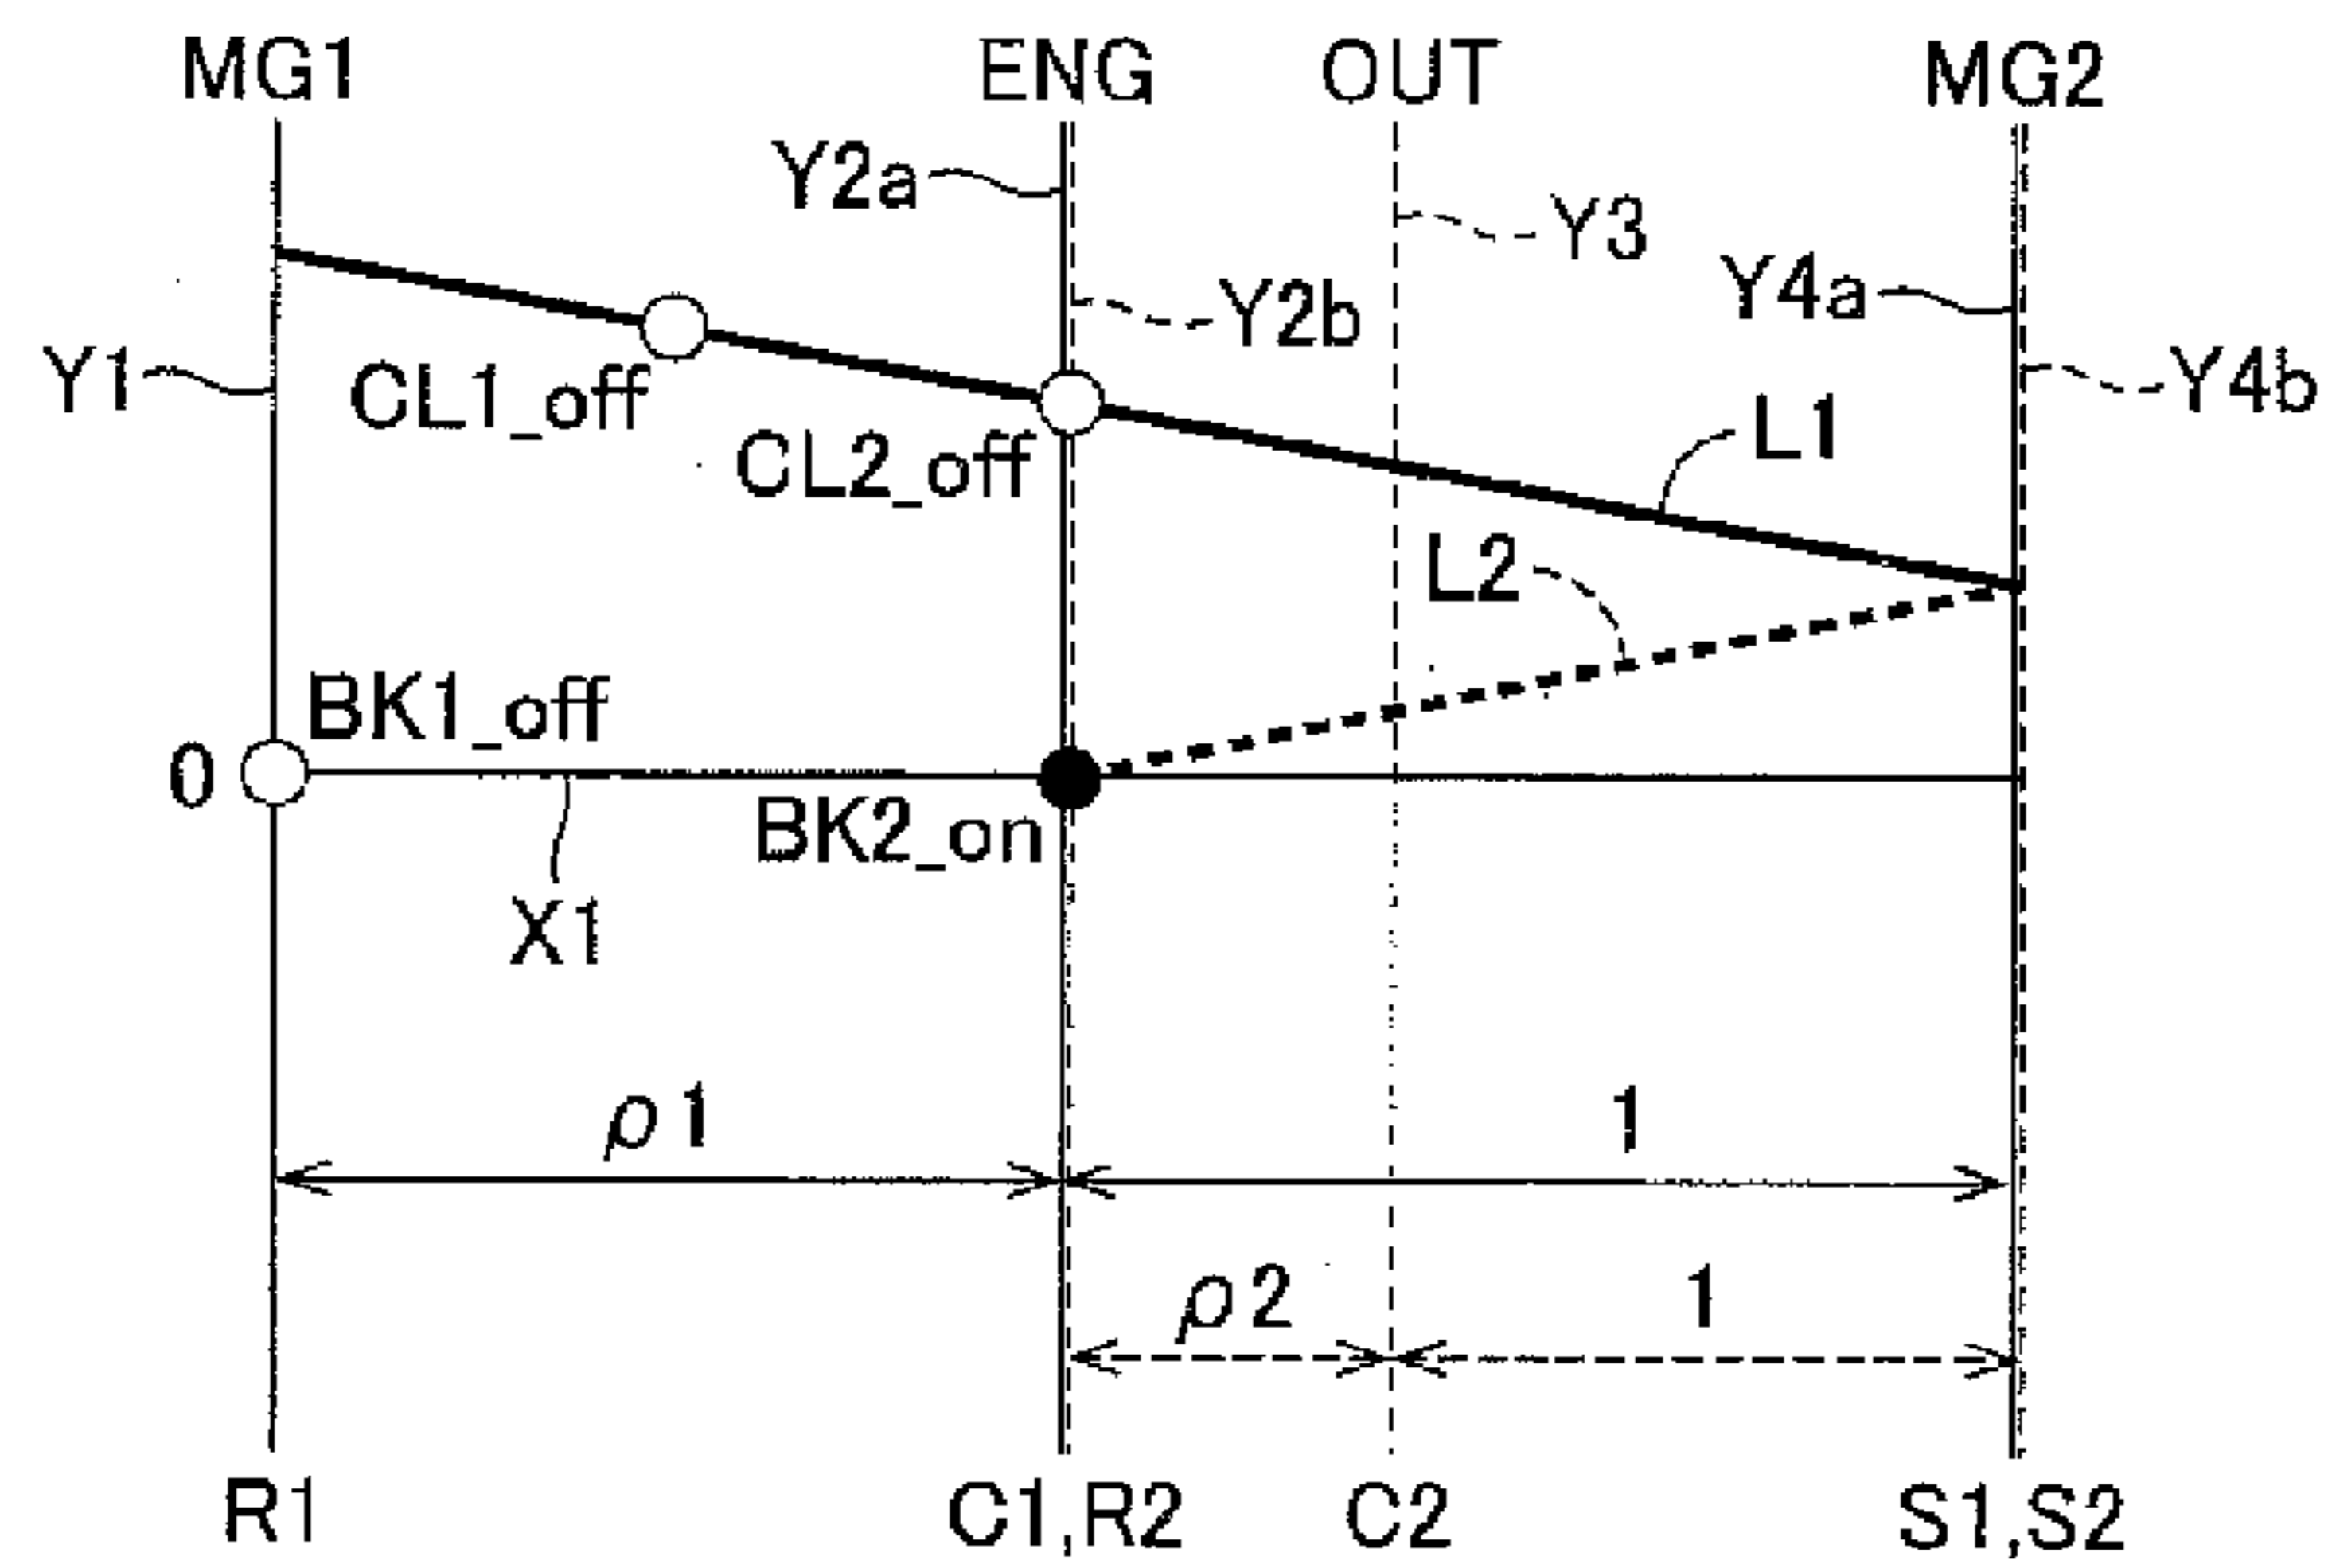 MG1 ENG OUT MG2
Y2a
Y3
Y4a
Y2b
Y1
CL1_off
Y4b
L1
CL2_off
L2
BK1_off
0
BK2_on
X1
ρ1 1
ρ2 1
R1 C1,R2 C2 S1,S2